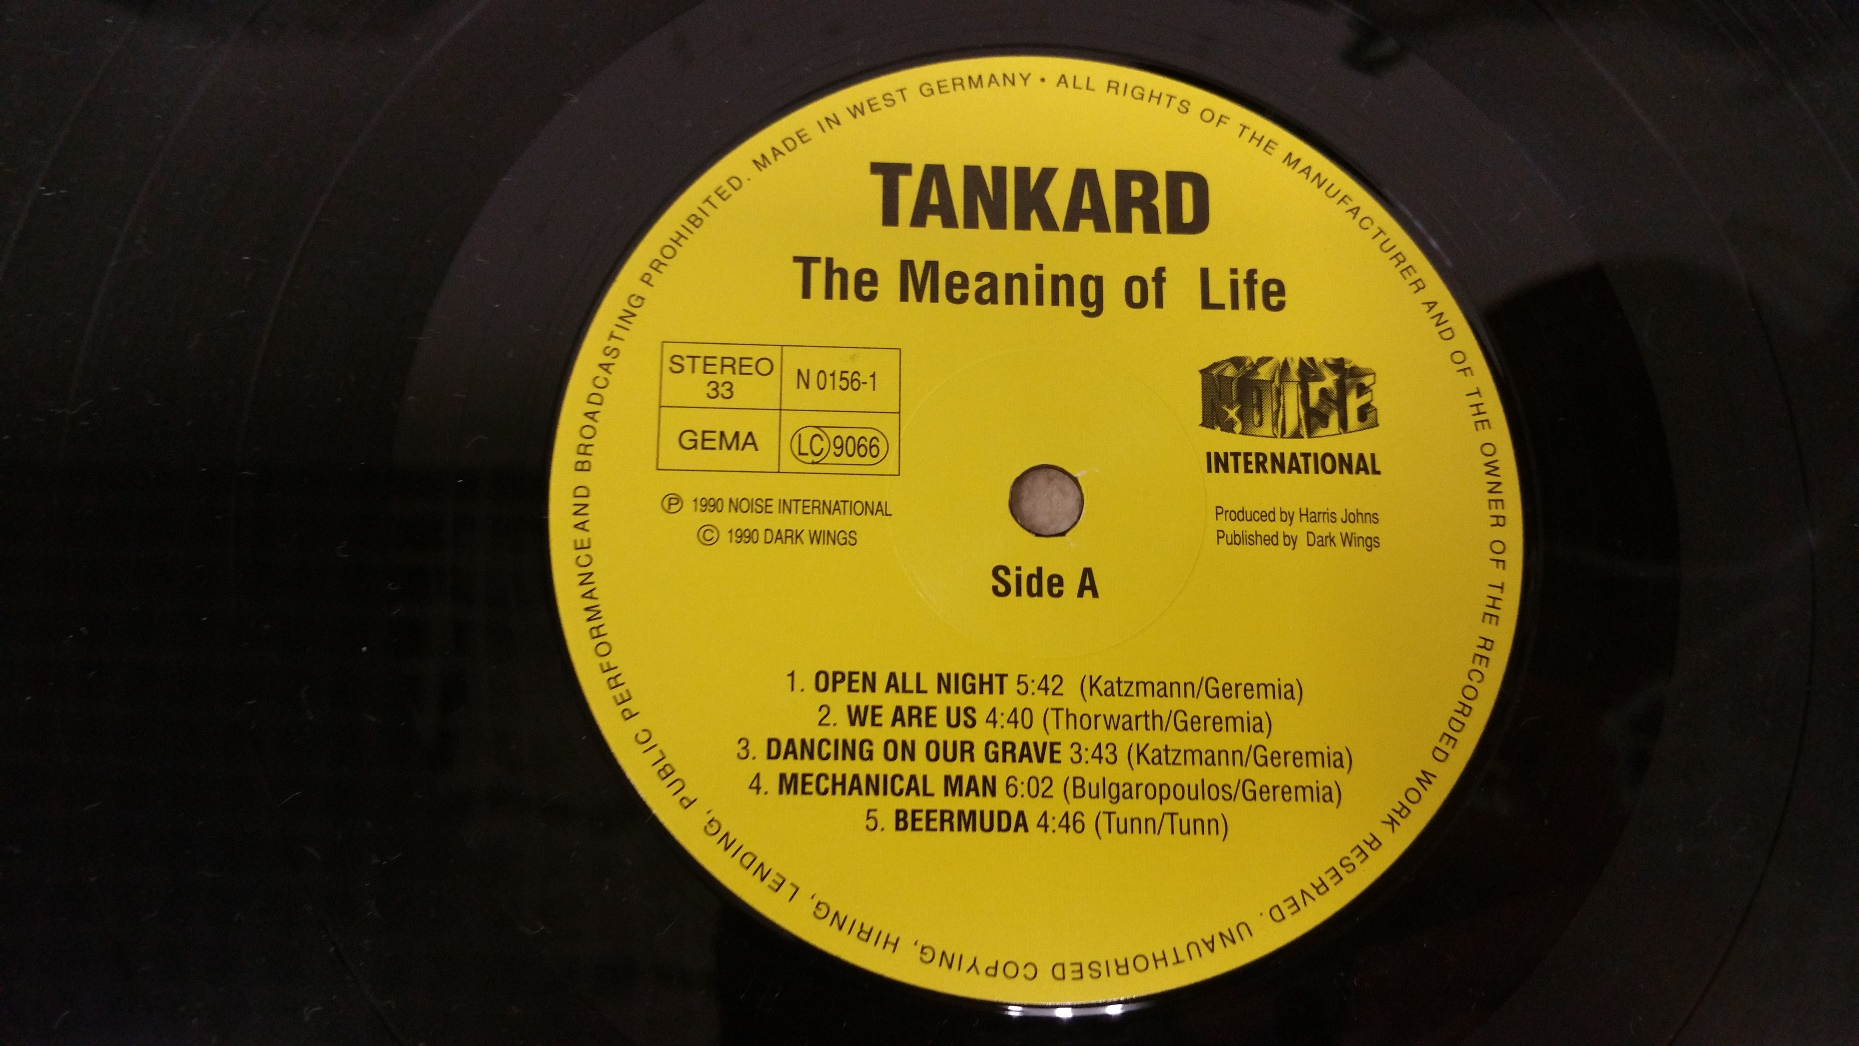 MADE IN WEST GERMANY • ALL RIGHTS OF THE MANUFACTURER AND OF THE OWNER OF THE RECORDED WORK RESERVED. UNAUTHORISED COPYING, HIRING, LENDING, PUBLIC PERFORMANCE AND BROADCASTING PROHIBITED.
TANKARD
The Meaning of Life
STEREO
33
N 0156-1
GEMA
LC 9066
NOISE
INTERNATIONAL
Ⓟ 1990 NOISE INTERNATIONAL
© 1990 DARK WINGS
Produced by Harris Johns
Published by Dark Wings
Side A
1. OPEN ALL NIGHT 5:42 (Katzmann/Geremia)
2. WE ARE US 4:40 (Thorwarth/Geremia)
3. DANCING ON OUR GRAVE 3:43 (Katzmann/Geremia)
4. MECHANICAL MAN 6:02 (Bulgaropoulos/Geremia)
5. BEERMUDA 4:46 (Tunn/Tunn)